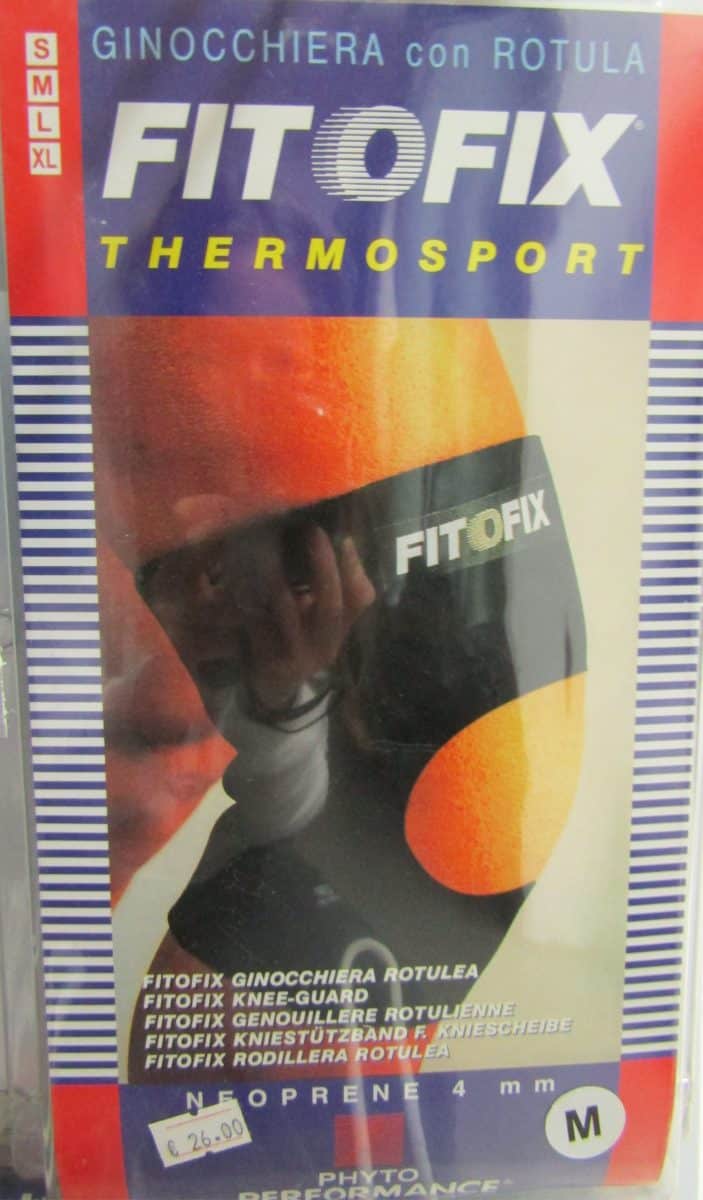 S
M
L
XL
GINOCCHIERA con ROTULA
FITOFIX®
THERMOSPORT
FITOFIX
FITOFIX GINOCCHIERA ROTULEA
FITOFIX KNEE-GUARD
FITOFIX GENOUILLERE ROTULIENNE
FITOFIX KNIESTÜTZBAND F. KNIESCHEIBE
FITOFIX RODILLERA ROTULEA
NEOPRENE 4 mm
€ 26.00
M
PHYTO
PERFORMANCE®